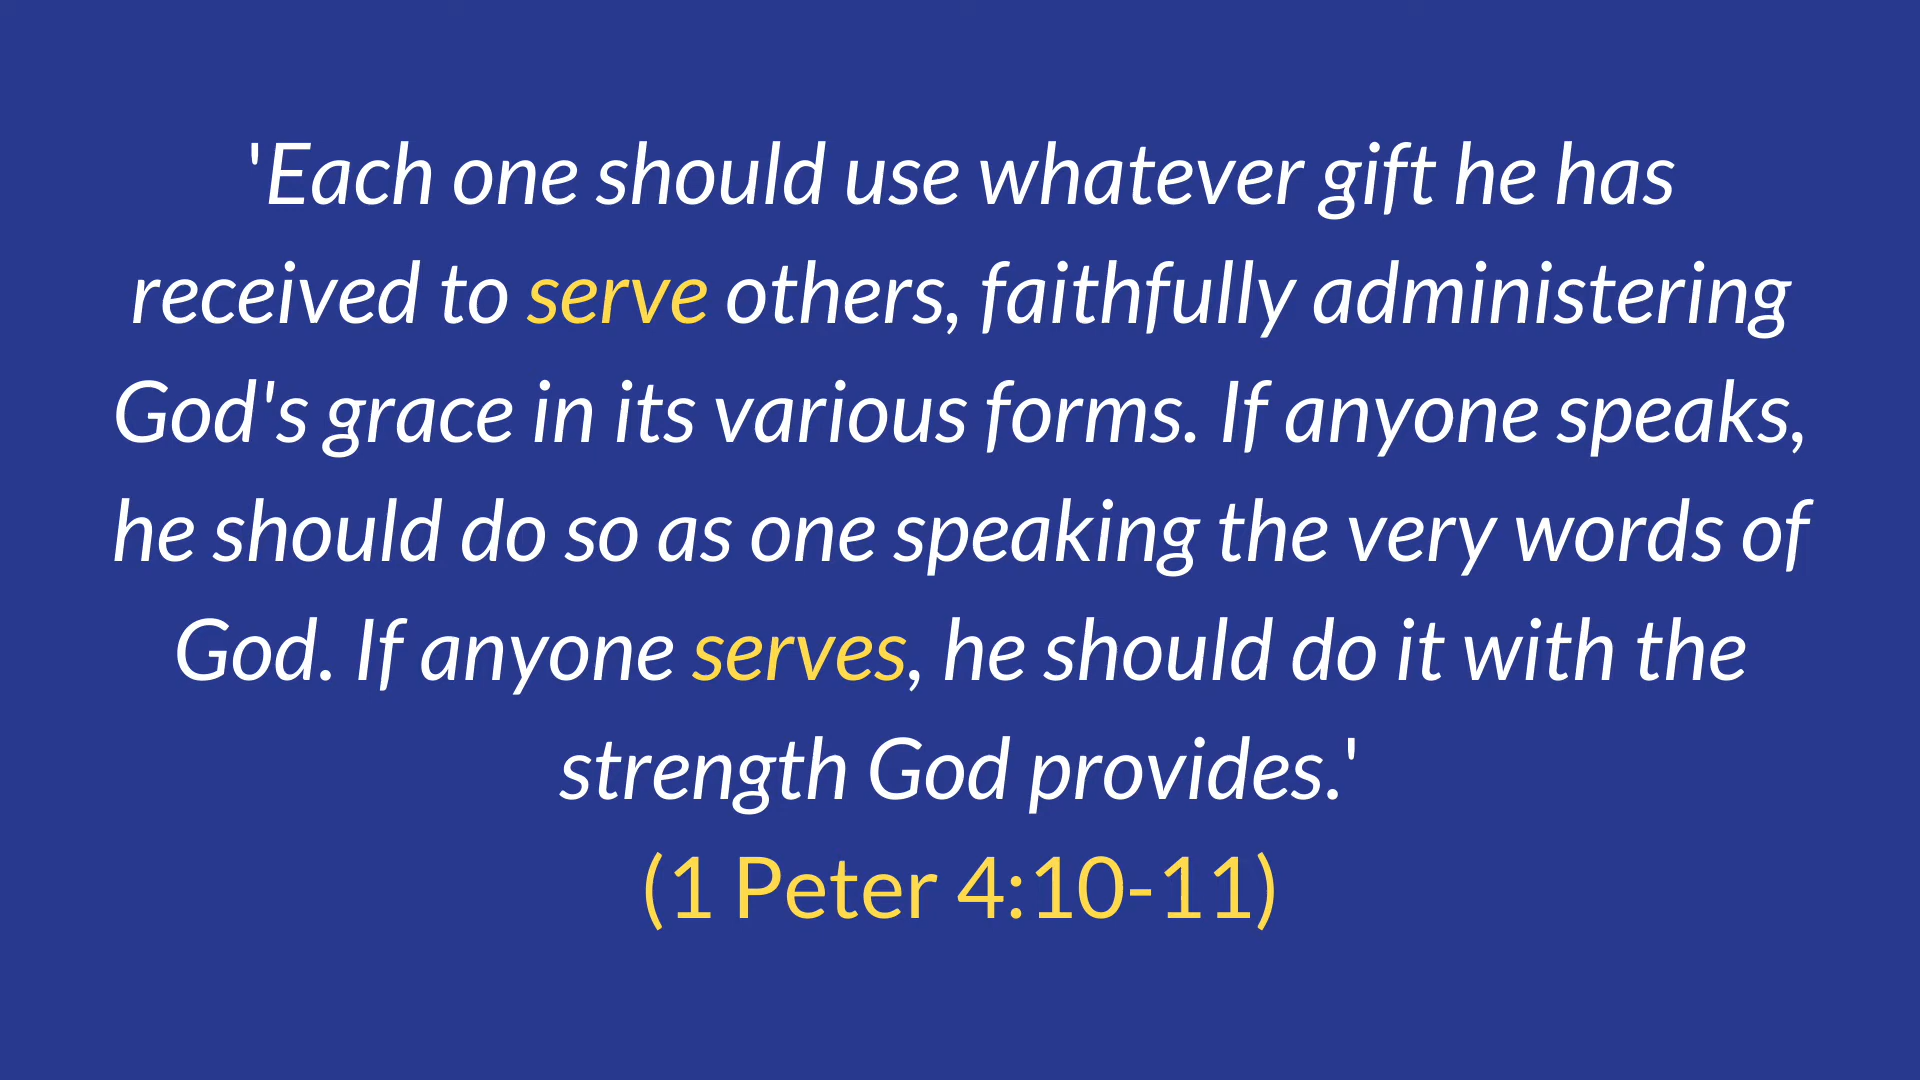 'Each one should use whatever gift he has
received to serve others, faithfully administering
God's grace in its various forms. If anyone speaks,
he should do so as one speaking the very words of
God. If anyone serves, he should do it with the
strength God provides.'
(1 Peter 4:10-11)